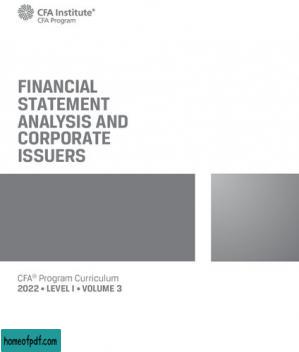 CFA Institute®
CFA Program
FINANCIAL
STATEMENT
ANALYSIS AND
CORPORATE
ISSUERS
CFA® Program Curriculum
2022 • LEVEL I • VOLUME 3
homeofpdf.com